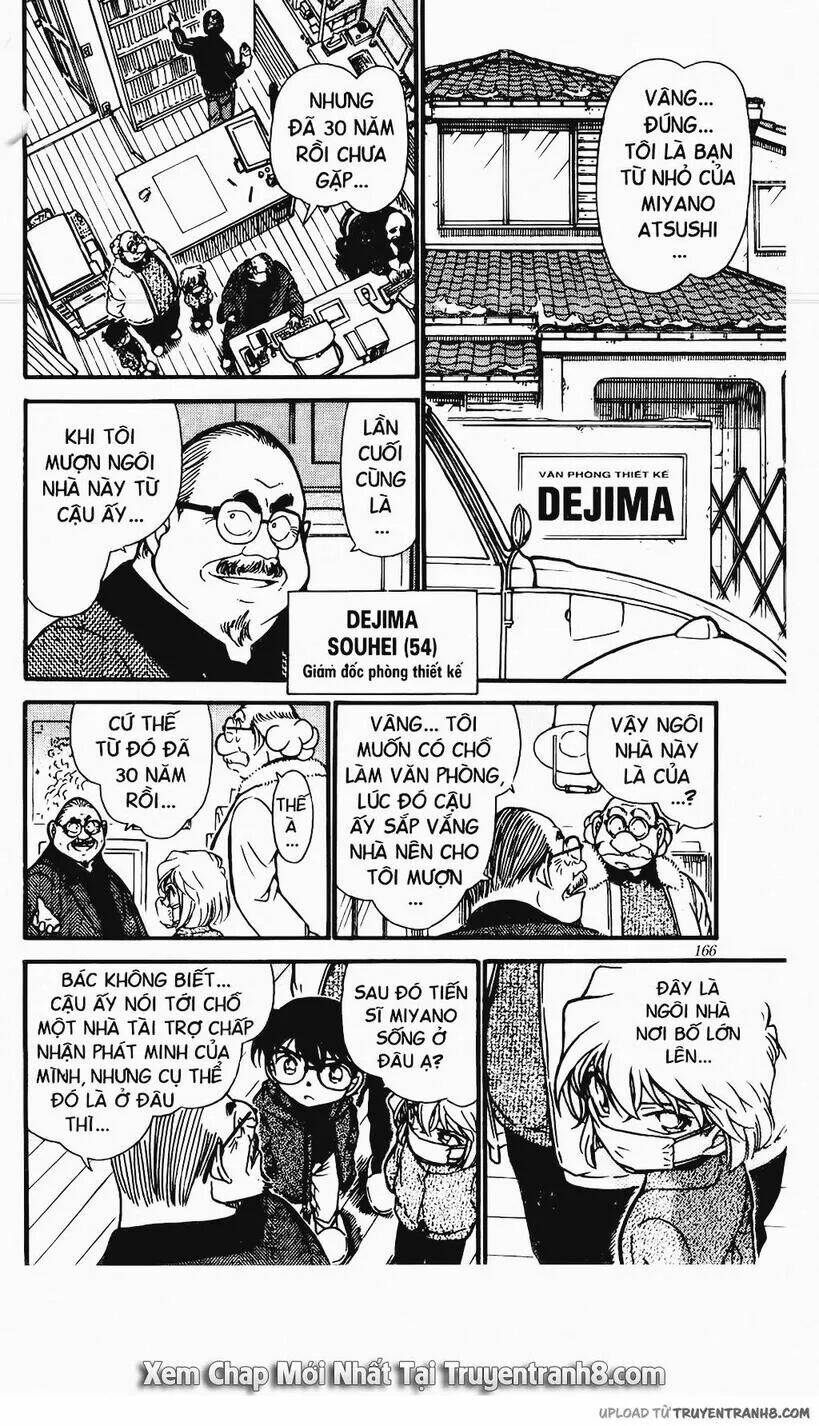 VÂNG...
ĐÚNG...
TÔI LÀ BẠN
TỪ NHỎ CỦA
MIYANO
ATSUSHI
...
NHƯNG
ĐÃ 30 NĂM
RỒI CHƯA
GẶP...
VĂN PHÒNG THIẾT KẾ
DEJIMA
LẦN
CUỐI
CÙNG
LÀ
...
KHI TÔI
MƯỢN NGÔI
NHÀ NÀY TỪ
CẬU ẤY...
DEJIMA
SOUHEI (54)
Giám đốc phòng thiết kế
VẬY NGÔI
NHÀ NÀY
LÀ CỦA
...?
VÂNG... TÔI
MUỐN CÓ CHỖ
LÀM VĂN PHÒNG,
LÚC ĐÓ CẬU
ẤY SẮP VẮNG
NHÀ NÊN CHO
TÔI MƯỢN
...
THẾ
À
...
CỨ THẾ
TỪ ĐÓ ĐÃ
30 NĂM
RỒI...
166
ĐÂY LÀ
NGÔI NHÀ
NƠI BỐ LỚN
LÊN...
SAU ĐÓ TIẾN
SĨ MIYANO
SỐNG Ở
ĐÂU Ạ?
BÁC KHÔNG BIẾT...
CẬU ẤY NÓI TỚI CHỖ
MỘT NHÀ TÀI TRỢ CHẤP
NHẬN PHÁT MINH CỦA
MÌNH, NHƯNG CỤ THỂ
ĐÓ LÀ Ở ĐÂU
THÌ...
Xem Chap Mới Nhất Tại Truyentranh8.com
UPLOAD TỪ TRUYENTRANH8.COM